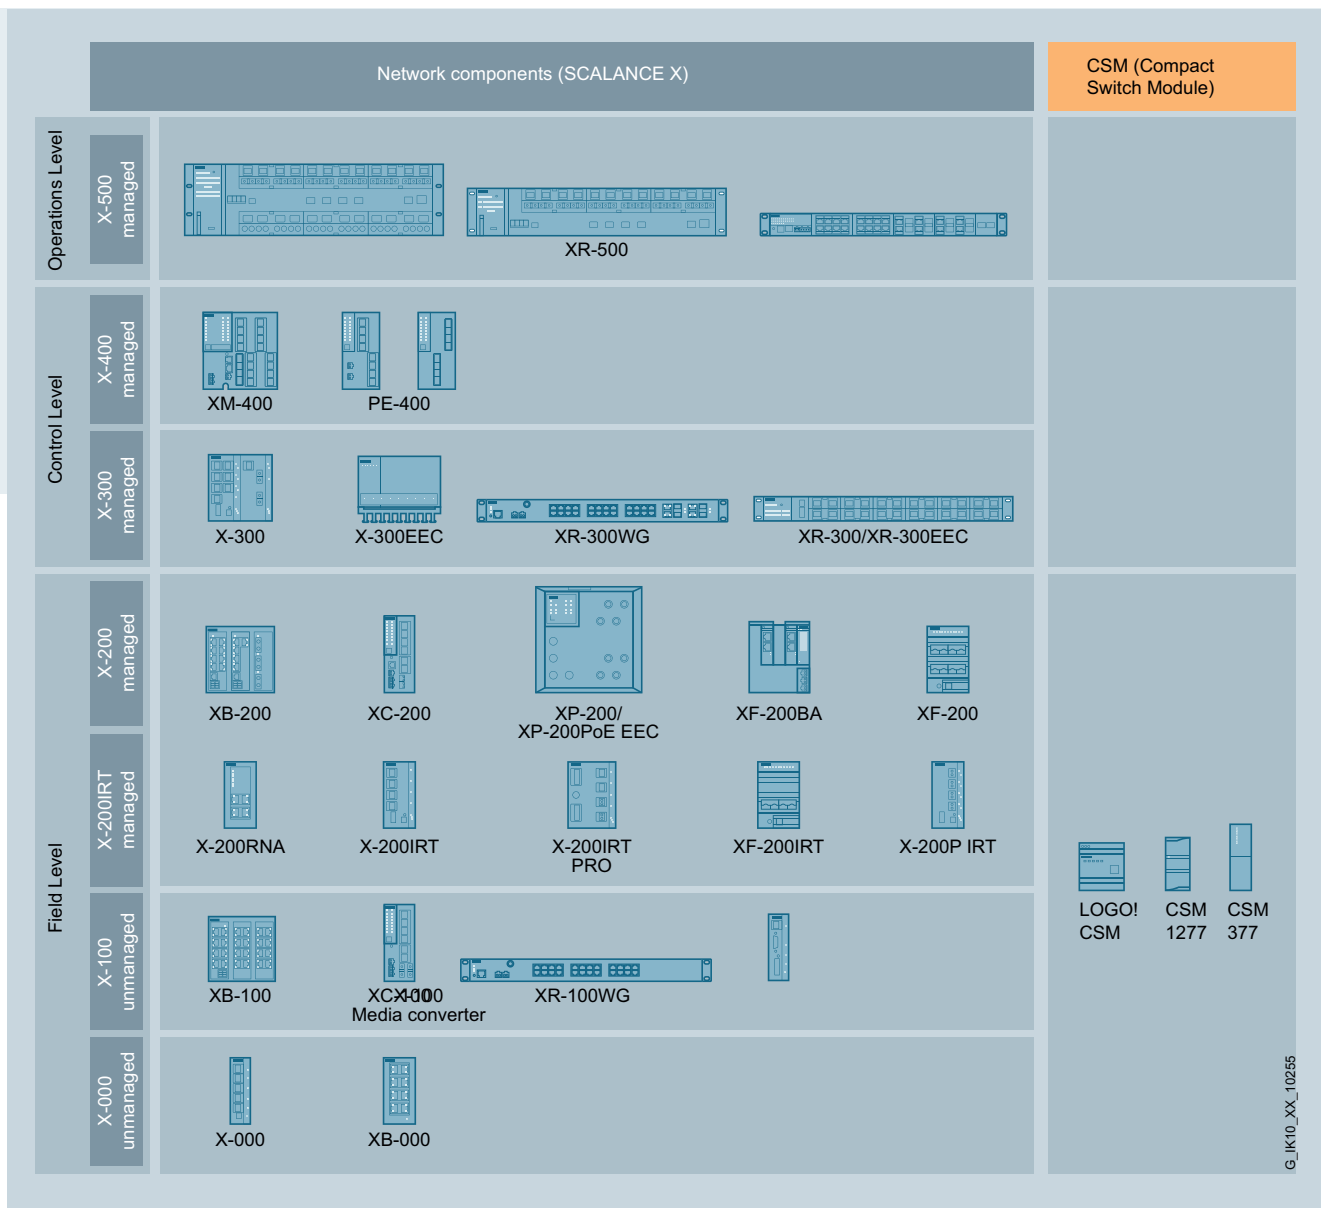 Network components (SCALANCE X)
CSM (Compact
Switch Module)
Operations Level
X-500
managed
XR-500
Control Level
X-400
managed
XM-400
PE-400
X-300
managed
X-300
X-300EEC
XR-300WG
XR-300/XR-300EEC
Field Level
X-200
managed
XB-200
XC-200
XP-200/
XP-200PoE EEC
XF-200BA
XF-200
X-200IRT
managed
X-200RNA
X-200IRT
X-200IRT
PRO
XF-200IRT
X-200P IRT
X-100
unmanaged
XB-100
XC-100
X-100
Media converter
XR-100WG
X-000
unmanaged
X-000
XB-000
LOGO!
CSM
CSM
1277
CSM
377
G_IK10_XX_10255